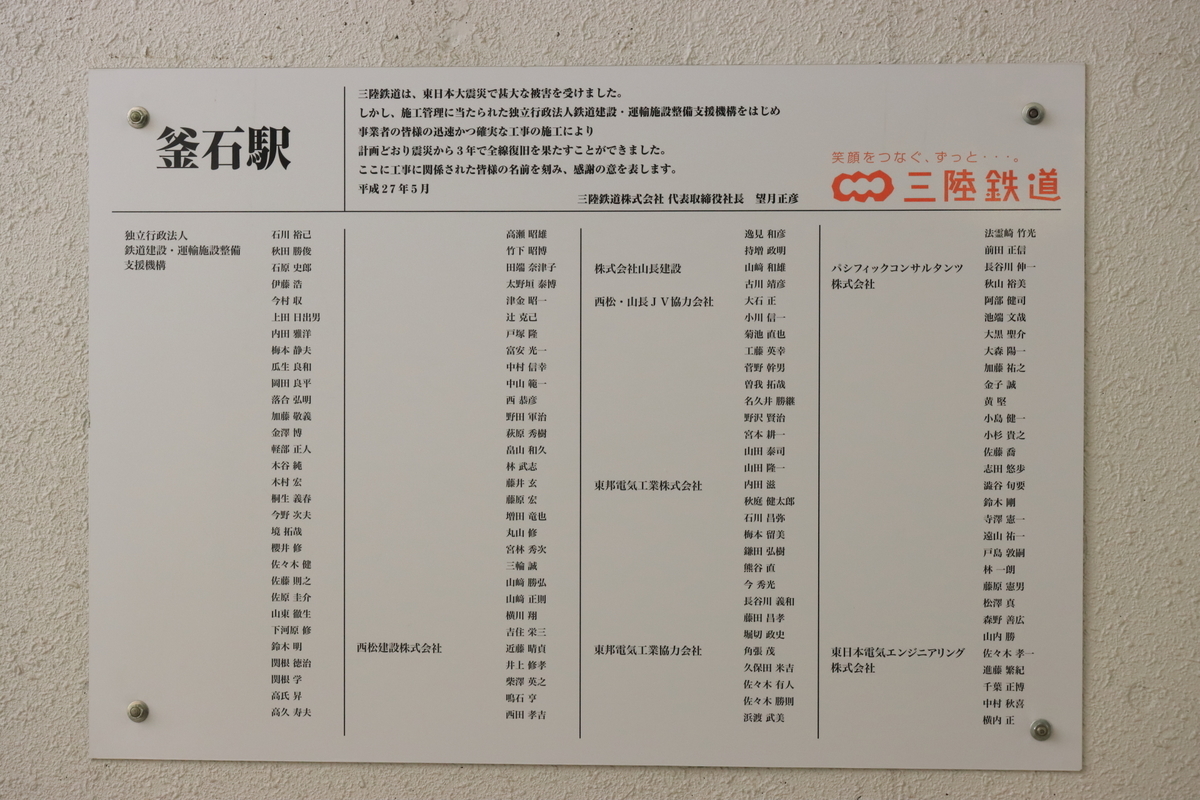 釜石駅
三陸鉄道は、東日本大震災で甚大な被害を受けました。
しかし、施工管理に当たられた独立行政法人鉄道建設・運輸施設整備支援機構をはじめ
事業者の皆様の迅速かつ確実な工事の施工により
計画どおり震災から3年で全線復旧を果たすことができました。
ここに工事に関係された皆様の名前を刻み、感謝の意を表します。
平成27年5月
三陸鉄道株式会社 代表取締役社長 望月正彦
笑顔をつなぐ、ずっと・・・。
三陸鉄道
独立行政法人
鉄道建設・運輸施設整備
支援機構
石川 裕己
秋田 勝俊
石原 史郎
伊藤 浩
今村 収
上田 日出男
内田 雅洋
梅本 静夫
瓜生 良和
岡田 良平
落合 弘明
加藤 敬義
金澤 博
軽部 正人
木谷 純
木村 宏
桐生 義春
今野 次夫
境 拓哉
櫻井 修
佐々木 健
佐藤 則之
佐原 圭介
山東 徹生
下河原 修
鈴木 明
関根 徳治
関根 学
高氏 昇
高久 寿夫
高瀬 昭雄
竹下 昭博
田端 奈津子
太野垣 泰博
津金 昭一
辻 克己
戸塚 隆
富安 光一
中村 信幸
中山 範一
西 恭彦
野田 軍治
萩原 秀樹
畠山 和久
林 武志
藤井 玄
藤原 宏
増田 竜也
丸山 修
宮林 秀次
三輪 誠
山﨑 勝弘
山﨑 正則
横川 翔
吉住 栄三
西松建設株式会社
近藤 晴貞
井上 修孝
柴澤 英之
鳴石 亨
西田 孝吉
逸見 和彦
持増 政明
株式会社山長建設
山﨑 和雄
古川 靖彦
西松・山長JV協力会社
大石 正
小川 信一
菊池 直也
工藤 英幸
菅野 幹男
曽我 拓哉
名久井 勝継
野沢 賢治
宮本 耕一
山田 泰司
山田 隆一
東邦電気工業株式会社
内田 滋
秋庭 健太郎
石川 昌弥
梅本 留美
鎌田 弘樹
熊谷 直
今 秀光
長谷川 義和
藤田 昌孝
堀切 政史
東邦電気工業協力会社
角張 茂
久保田 米吉
佐々木 有人
佐々木 勝則
浜渡 武美
法霊崎 竹光
前田 正信
パシフィックコンサルタンツ
株式会社
長谷川 伸一
秋山 裕美
阿部 健司
池端 文哉
大黒 聖介
大森 陽一
加藤 祐之
金子 誠
黄 堅
小島 健一
小杉 貴之
佐藤 喬
志田 悠歩
澁谷 旬要
鈴木 剛
寺澤 憲一
遠山 祐一
戸島 敦嗣
林 一朗
藤原 憲男
松澤 真
森野 善広
山内 勝
東日本電気エンジニアリング
株式会社
佐々木 孝一
進藤 繁紀
千葉 正博
中村 秋喜
横内 正